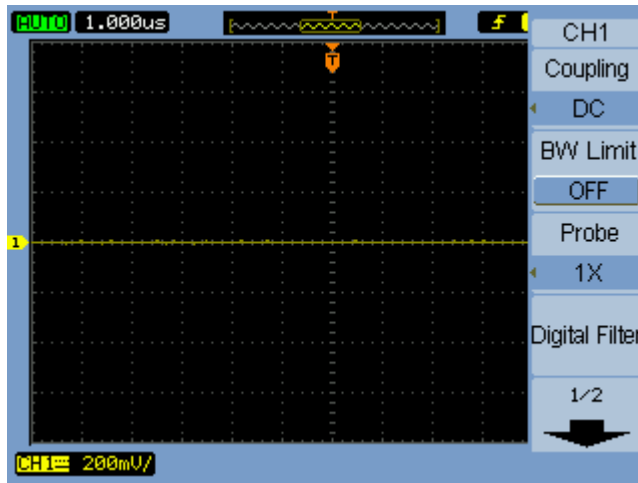 AUTO 1.000us
T
CH1
Coupling
DC
BW Limit
OFF
Probe
1X
Digital Filter
1/2
1
CH1 200mV/